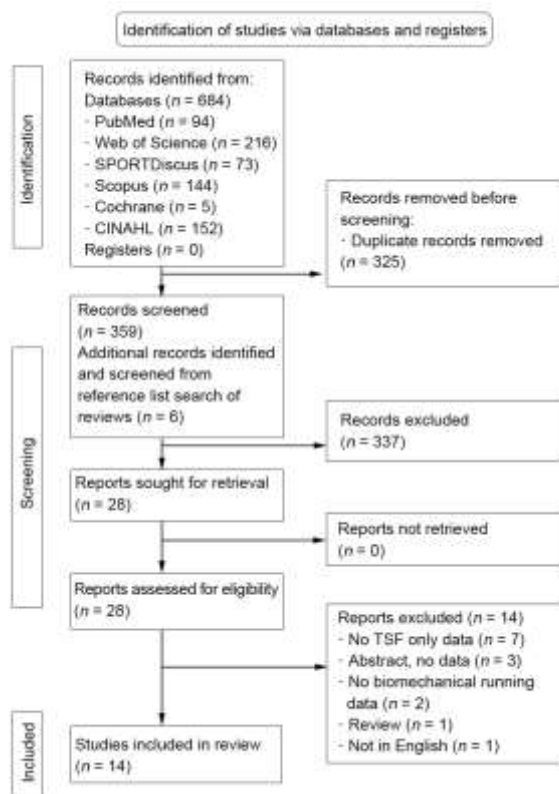 Identification of studies via databases and registers
Identification
Records identified from:
Databases (n = 684)
· PubMed (n = 94)
· Web of Science (n = 216)
· SPORTDiscus (n = 73)
· Scopus (n = 144)
· Cochrane (n = 5)
· CINAHL (n = 152)
Registers (n = 0)
Records removed before
screening:
· Duplicate records removed
(n = 325)
Screening
Records screened
(n = 359)
Additional records identified
and screened from
reference list search of
reviews (n = 6)
Records excluded
(n = 337)
Reports sought for retrieval
(n = 28)
Reports not retrieved
(n = 0)
Reports assessed for eligibility
(n = 28)
Reports excluded (n = 14)
· No TSF only data (n = 7)
· Abstract, no data (n = 3)
· No biomechanical running
data (n = 2)
· Review (n = 1)
· Not in English (n = 1)
Included
Studies included in review
(n = 14)